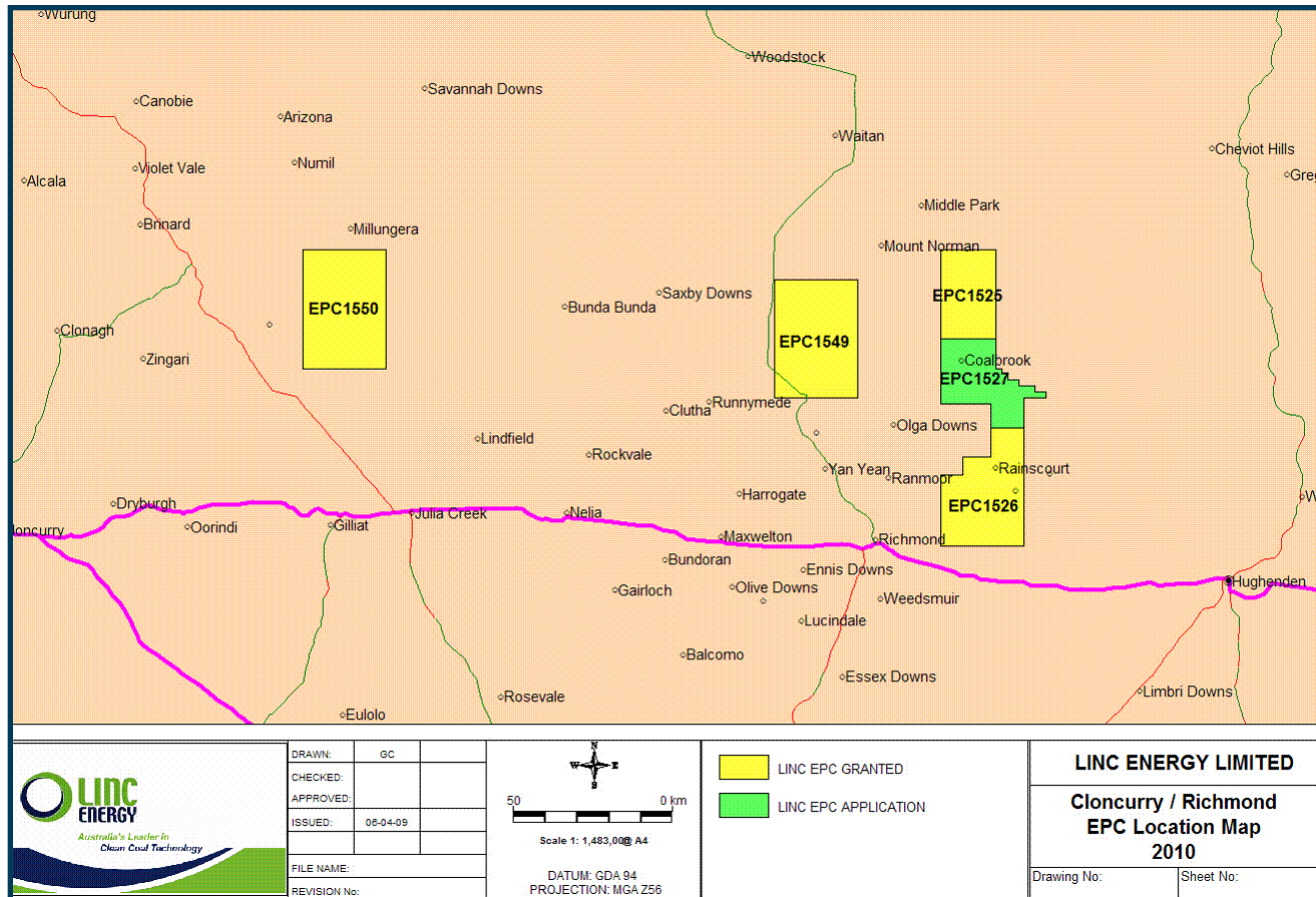 Wurung
Woodstock
Savannah Downs
Canobie
Arizona
Waitan
Cheviot Hills
Numil
Violet Vale
Alcala
Greg
Middle Park
Brinard
Millungera
Mount Norman
Saxby Downs
EPC1525
Bunda Bunda
EPC1550
Clonagh
EPC1549
Zingari
Coalbrook
EPC1527
Runnymede
Clutha
Olga Downs
Lindfield
Rockvale
Yan Yean
Rainscourt
Ranmoor
Harrogate
W
Dryburgh
EPC1526
Julia Creek
Nelia
Oorindi
Gilliat
loncurry
Maxwelton
Richmond
Bundoran
Ennis Downs
Hughenden
Gairloch
Olive Downs
Weedsmuir
Lucindale
Balcomo
Essex Downs
Limbri Downs
Rosevale
Eulolo
LINC
ENERGY
Australia's Leader in
Clean Coal Technology
DRAWN: GC
CHECKED:
APPROVED:
ISSUED: 06-04-09
FILE NAME:
REVISION No:
N
W E
S
50 0 km
Scale 1: 1,483,000@ A4
DATUM: GDA 94
PROJECTION: MGA Z56
LINC EPC GRANTED
LINC EPC APPLICATION
LINC ENERGY LIMITED
Cloncurry / Richmond
EPC Location Map
2010
Drawing No:
Sheet No: